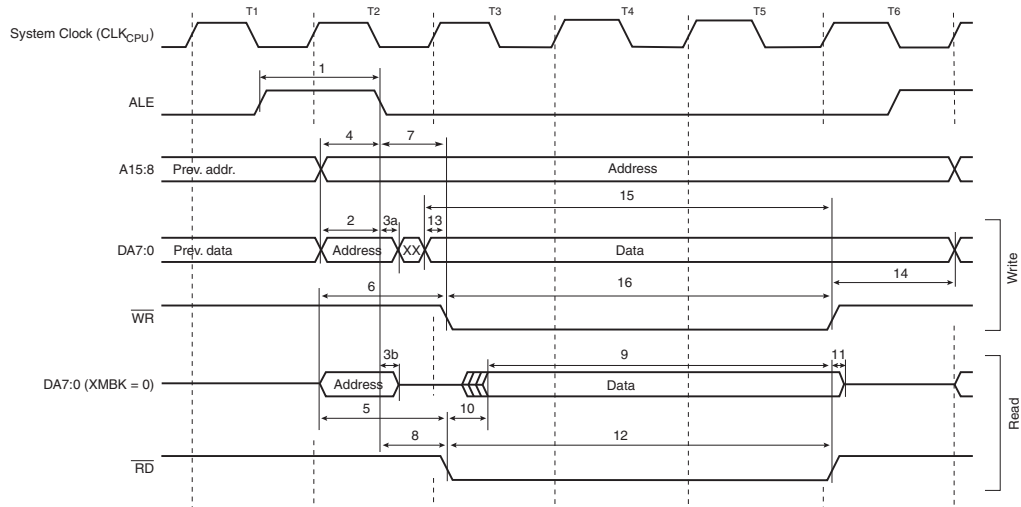 T1 T2 T3 T4 T5 T6
System Clock (CLKCPU)
1
ALE
4 7
A15:8 Prev. addr. Address
15
2 3a 13
DA7:0 Prev. data Address XX Data
14
6 16
WR
Write
3b 9 11
DA7:0 (XMBK = 0) Address Data
5 10
8 12
RD
Read